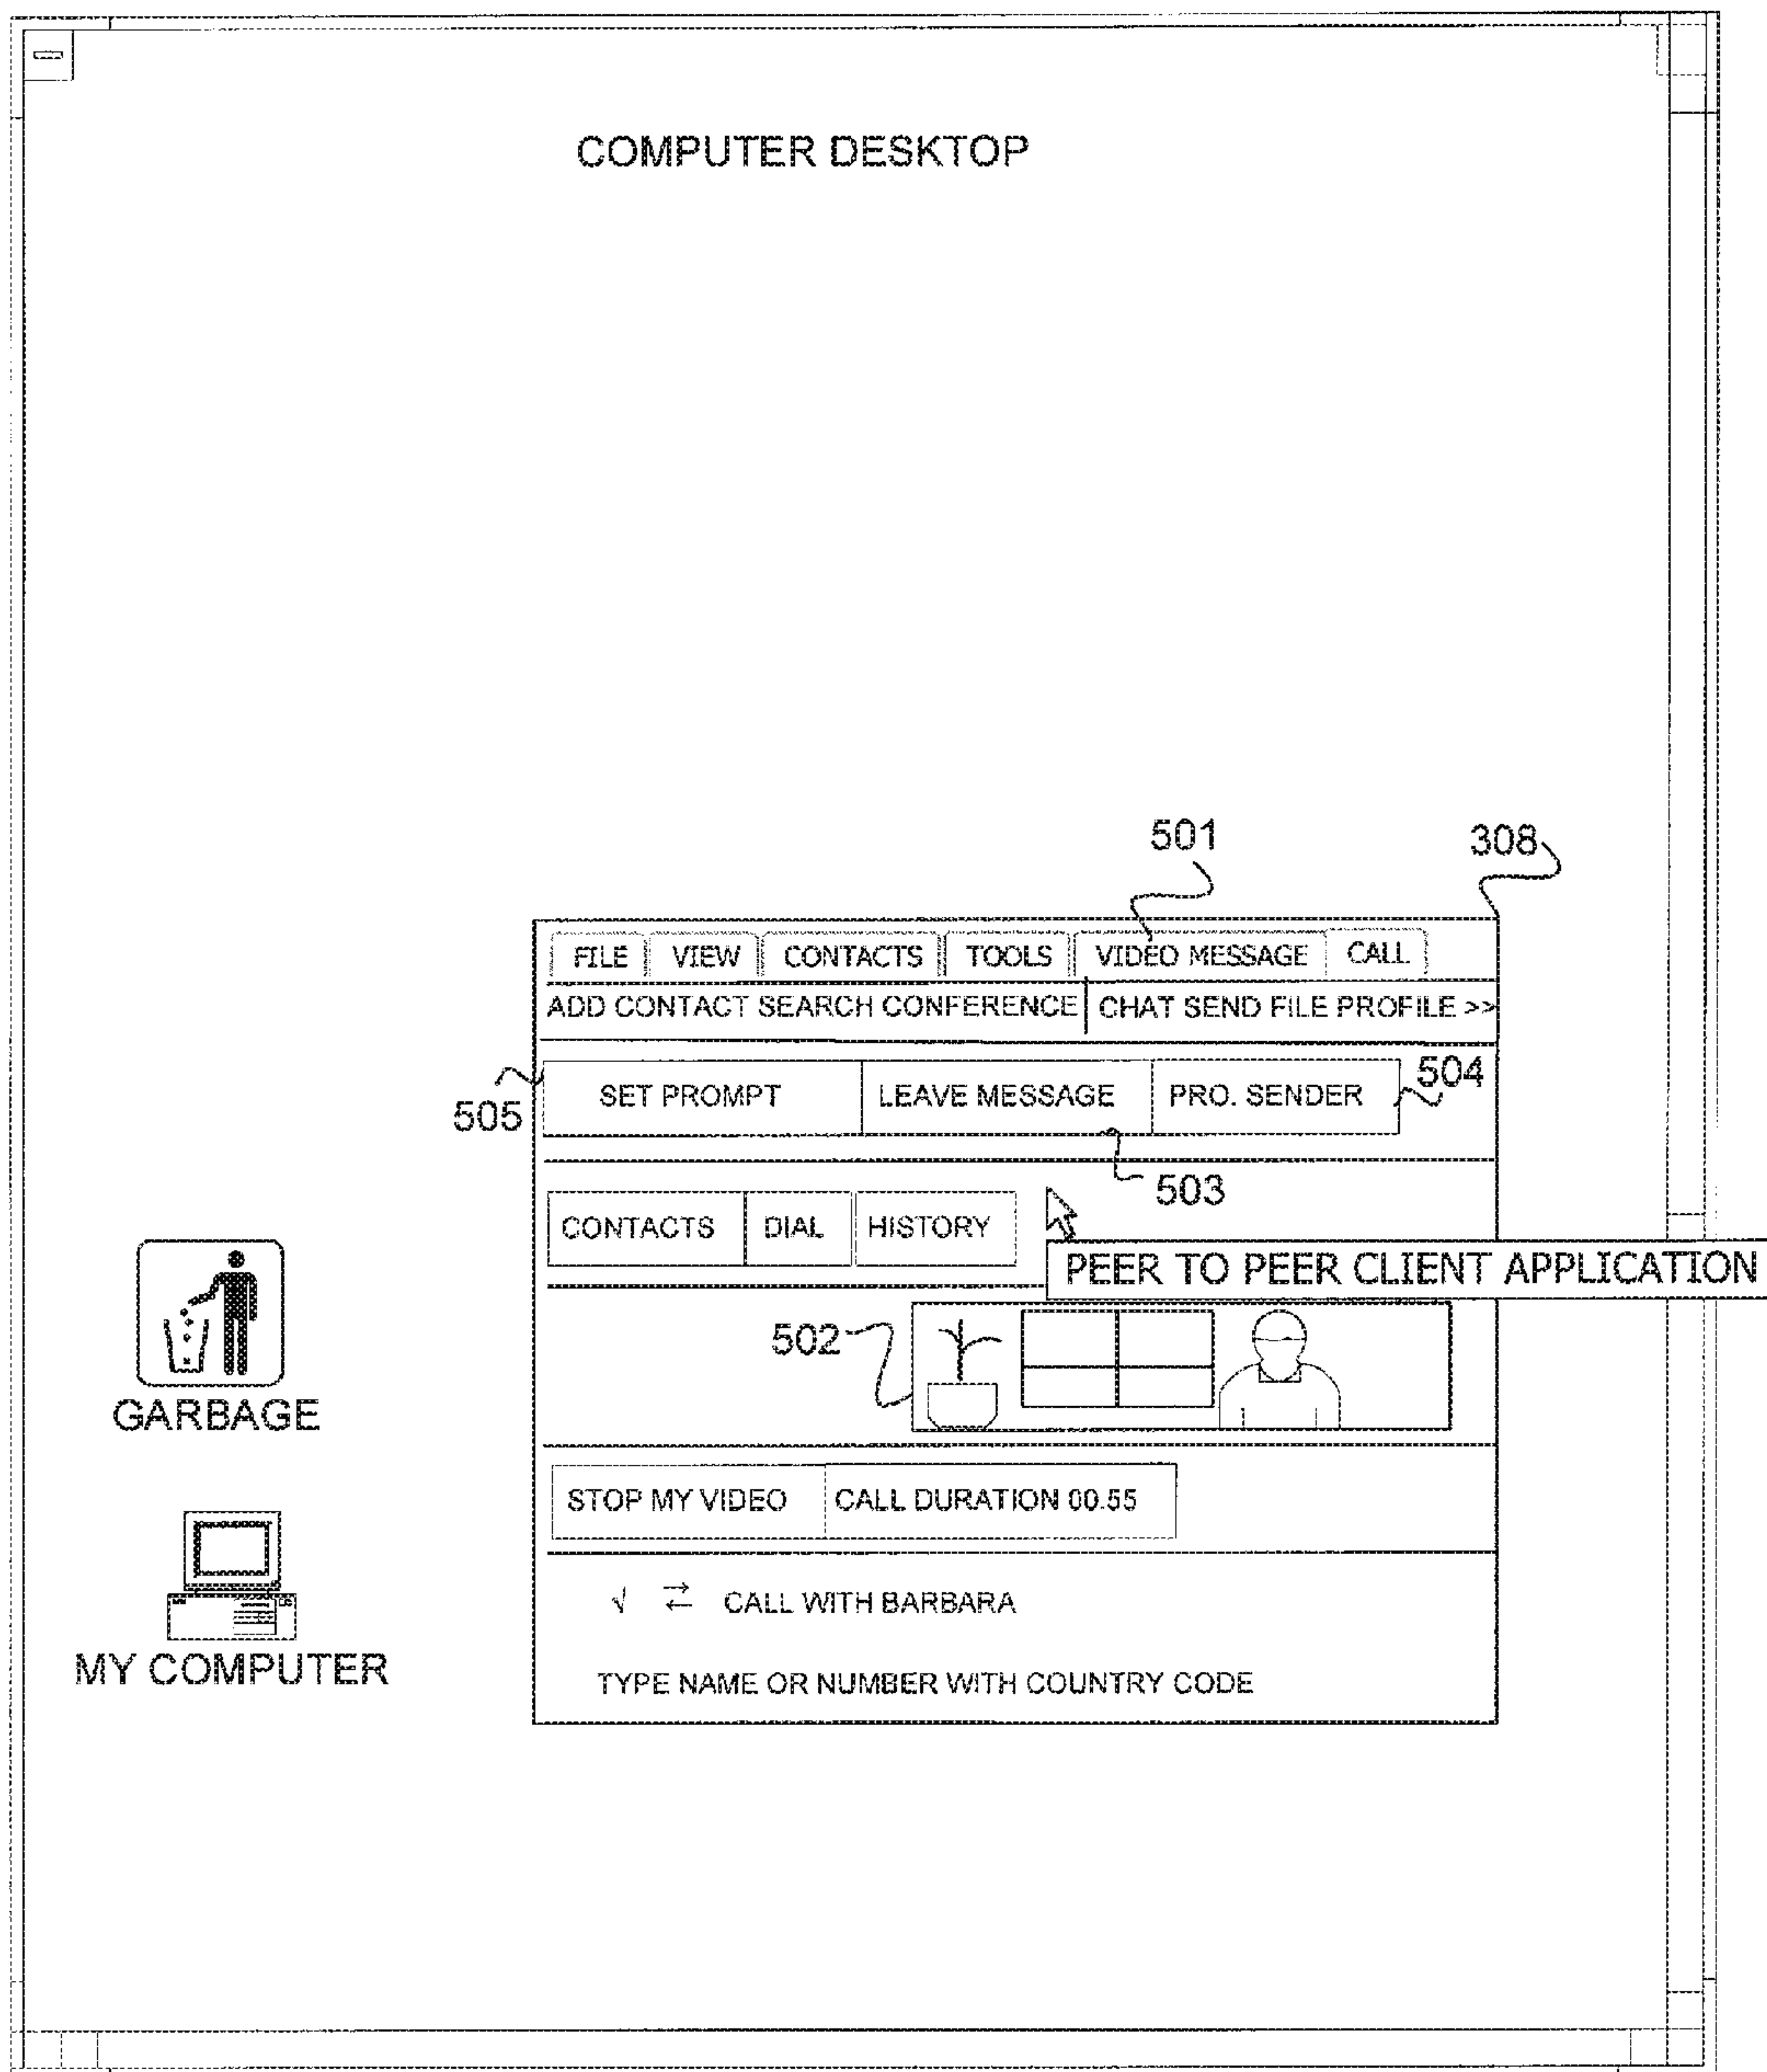 COMPUTER DESKTOP
501
308
FILE VIEW CONTACTS TOOLS VIDEO MESSAGE CALL
ADD CONTACT SEARCH CONFERENCE CHAT SEND FILE PROFILE >>
505
SET PROMPT LEAVE MESSAGE PRO. SENDER
504
503
CONTACTS DIAL HISTORY
PEER TO PEER CLIENT APPLICATION
502
GARBAGE
STOP MY VIDEO CALL DURATION 00.55
√ ⇄ CALL WITH BARBARA
MY COMPUTER
TYPE NAME OR NUMBER WITH COUNTRY CODE